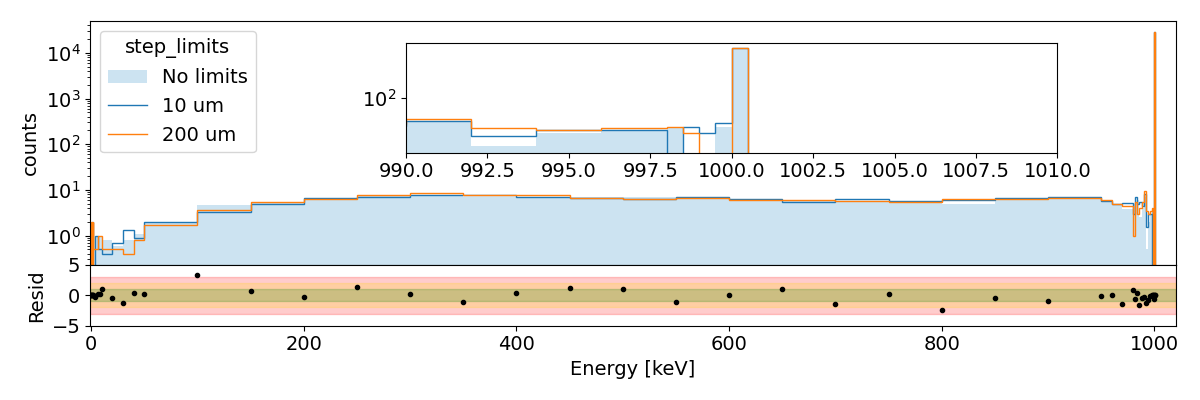 step_limits
No limits
10 um
200 um
counts
10^4
10^3
10^2
10^1
10^0
10^2
990.0 992.5 995.0 997.5 1000.0 1002.5 1005.0 1007.5 1010.0
Resid
5
0
−5
0 200 400 600 800 1000
Energy [keV]